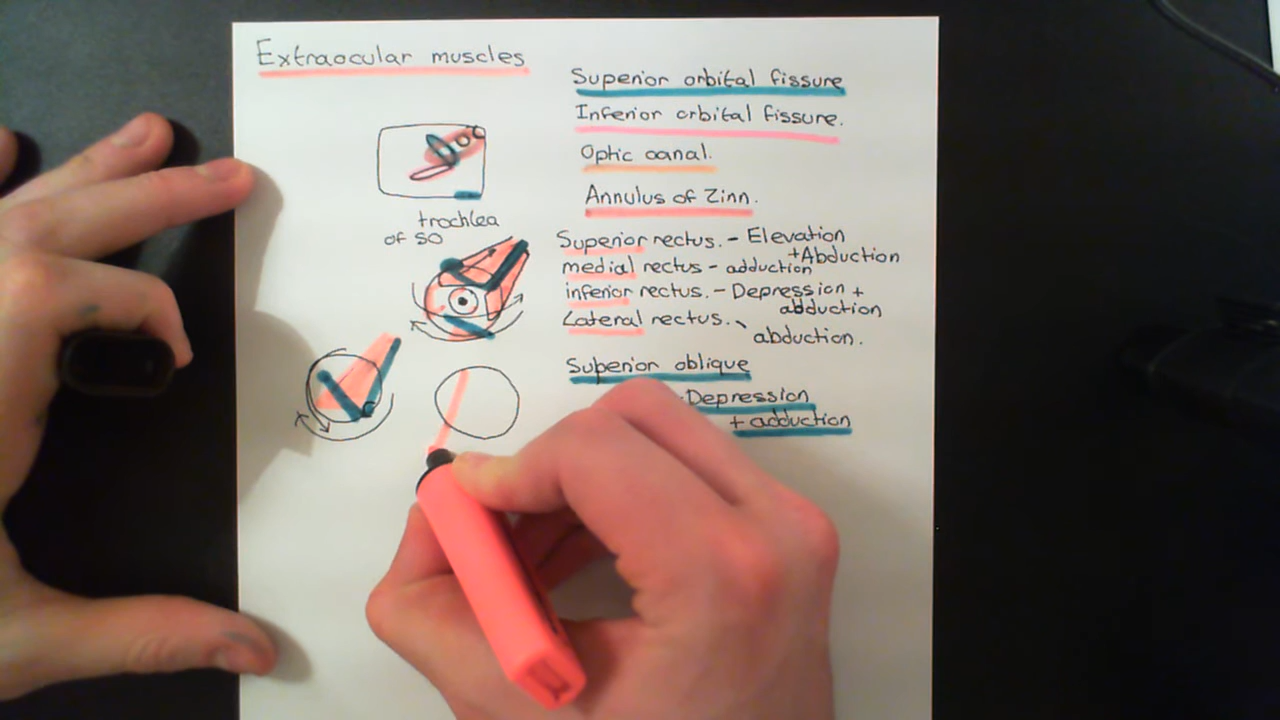 Extraocular muscles
Superior orbital fissure
Inferior orbital fissure.
Optic canal.
Annulus of Zinn.
trochlea
of SO
Superior rectus. - Elevation
+Abduction
medial rectus - adduction
inferior rectus. - Depression +
abduction
Lateral rectus.
abduction.
Superior oblique
-Depression
+ adduction